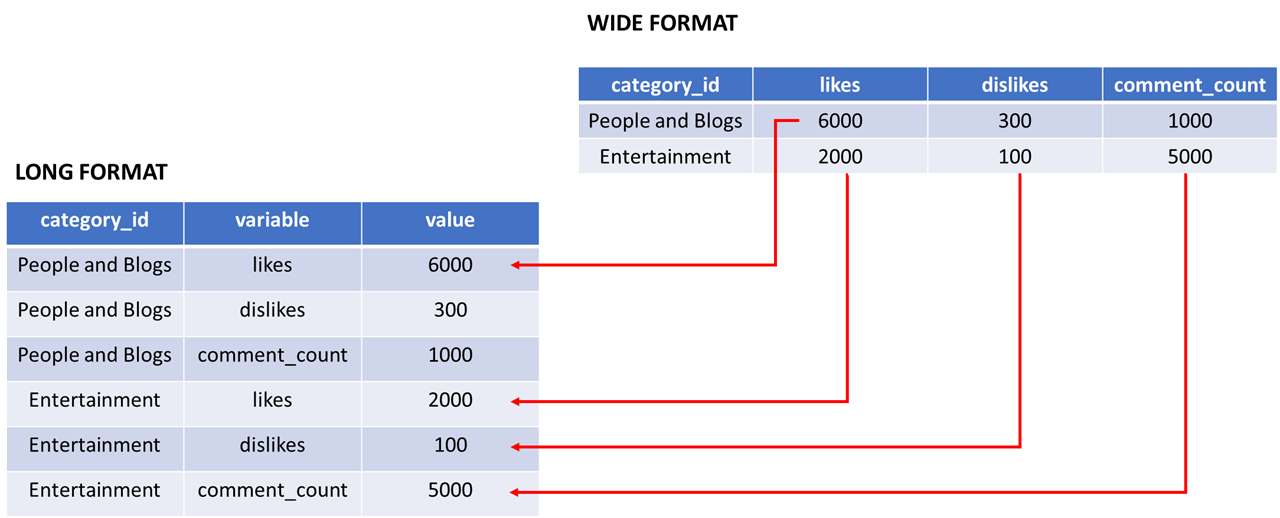 WIDE FORMAT
category_id likes dislikes comment_count
People and Blogs 6000 300 1000
Entertainment 2000 100 5000
LONG FORMAT
category_id variable value
People and Blogs likes 6000
People and Blogs dislikes 300
People and Blogs comment_count 1000
Entertainment likes 2000
Entertainment dislikes 100
Entertainment comment_count 5000